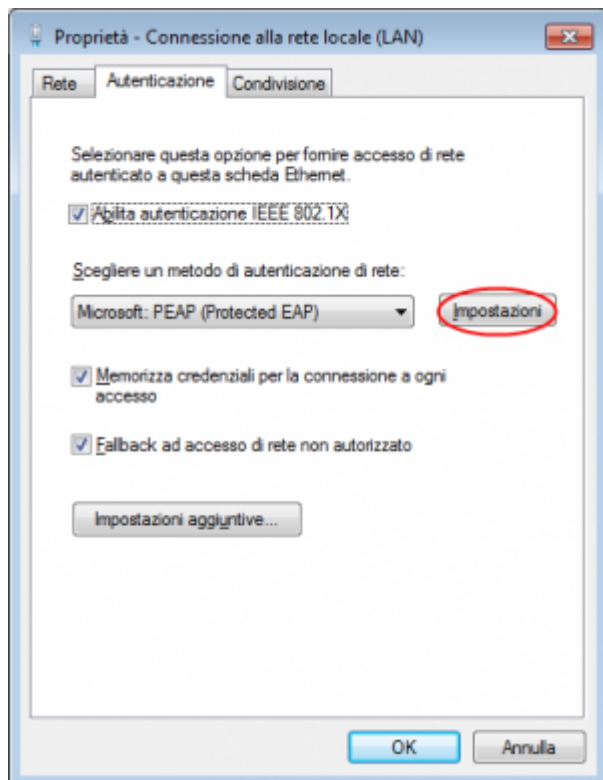 Proprietà - Connessione alla rete locale (LAN)
Rete
Autenticazione
Condivisione
Selezionare questa opzione per fornire accesso di rete
autenticato a questa scheda Ethernet.
Abilita autenticazione IEEE 802.1X
Scegliere un metodo di autenticazione di rete:
Microsoft: PEAP (Protected EAP)
Impostazioni
Memorizza credenziali per la connessione a ogni
accesso
Fallback ad accesso di rete non autorizzato
Impostazioni aggiuntive...
OK
Annulla